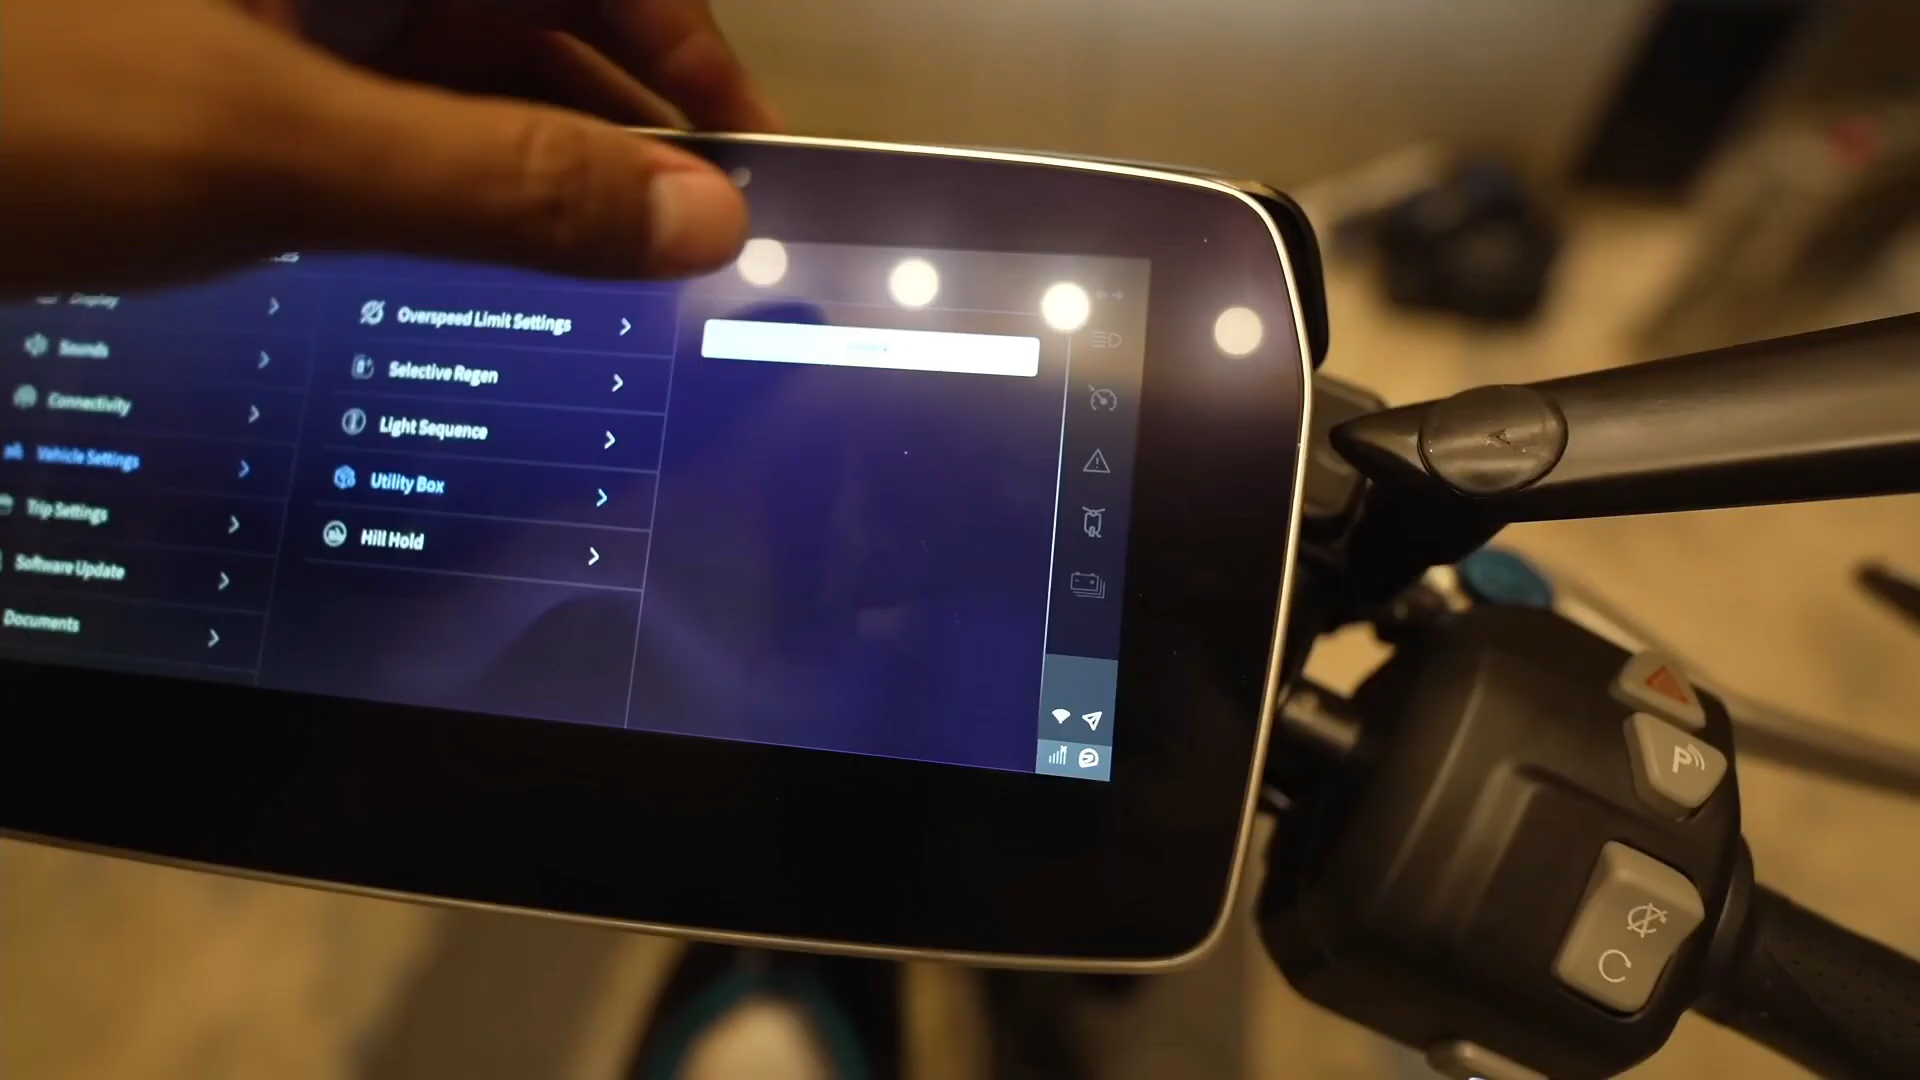 Display
Sounds
Connectivity
Vehicle Settings
Trip Settings
Software Update
Documents
Overspeed Limit Settings
Selective Regen
Light Sequence
Utility Box
Hill Hold
P